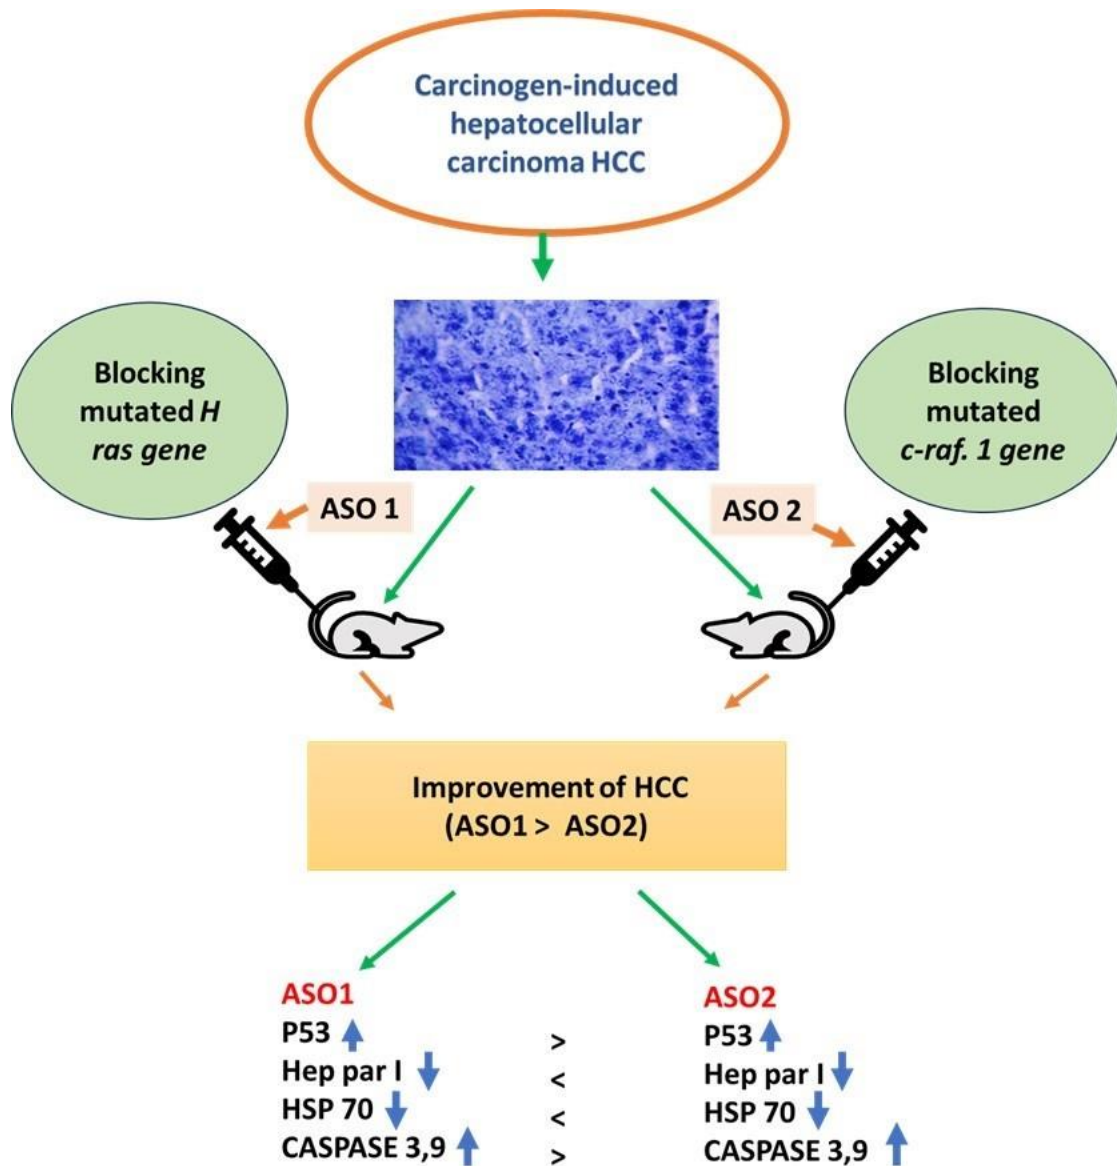 Carcinogen-induced
hepatocellular
carcinoma HCC
Blocking
mutated H
ras gene
Blocking
mutated
c-raf. 1 gene
ASO 1
ASO 2
Improvement of HCC
(ASO1 > ASO2)
ASO1
ASO2
P53 > P53
Hep par I < Hep par I
HSP 70 < HSP 70
CASPASE 3,9 > CASPASE 3,9